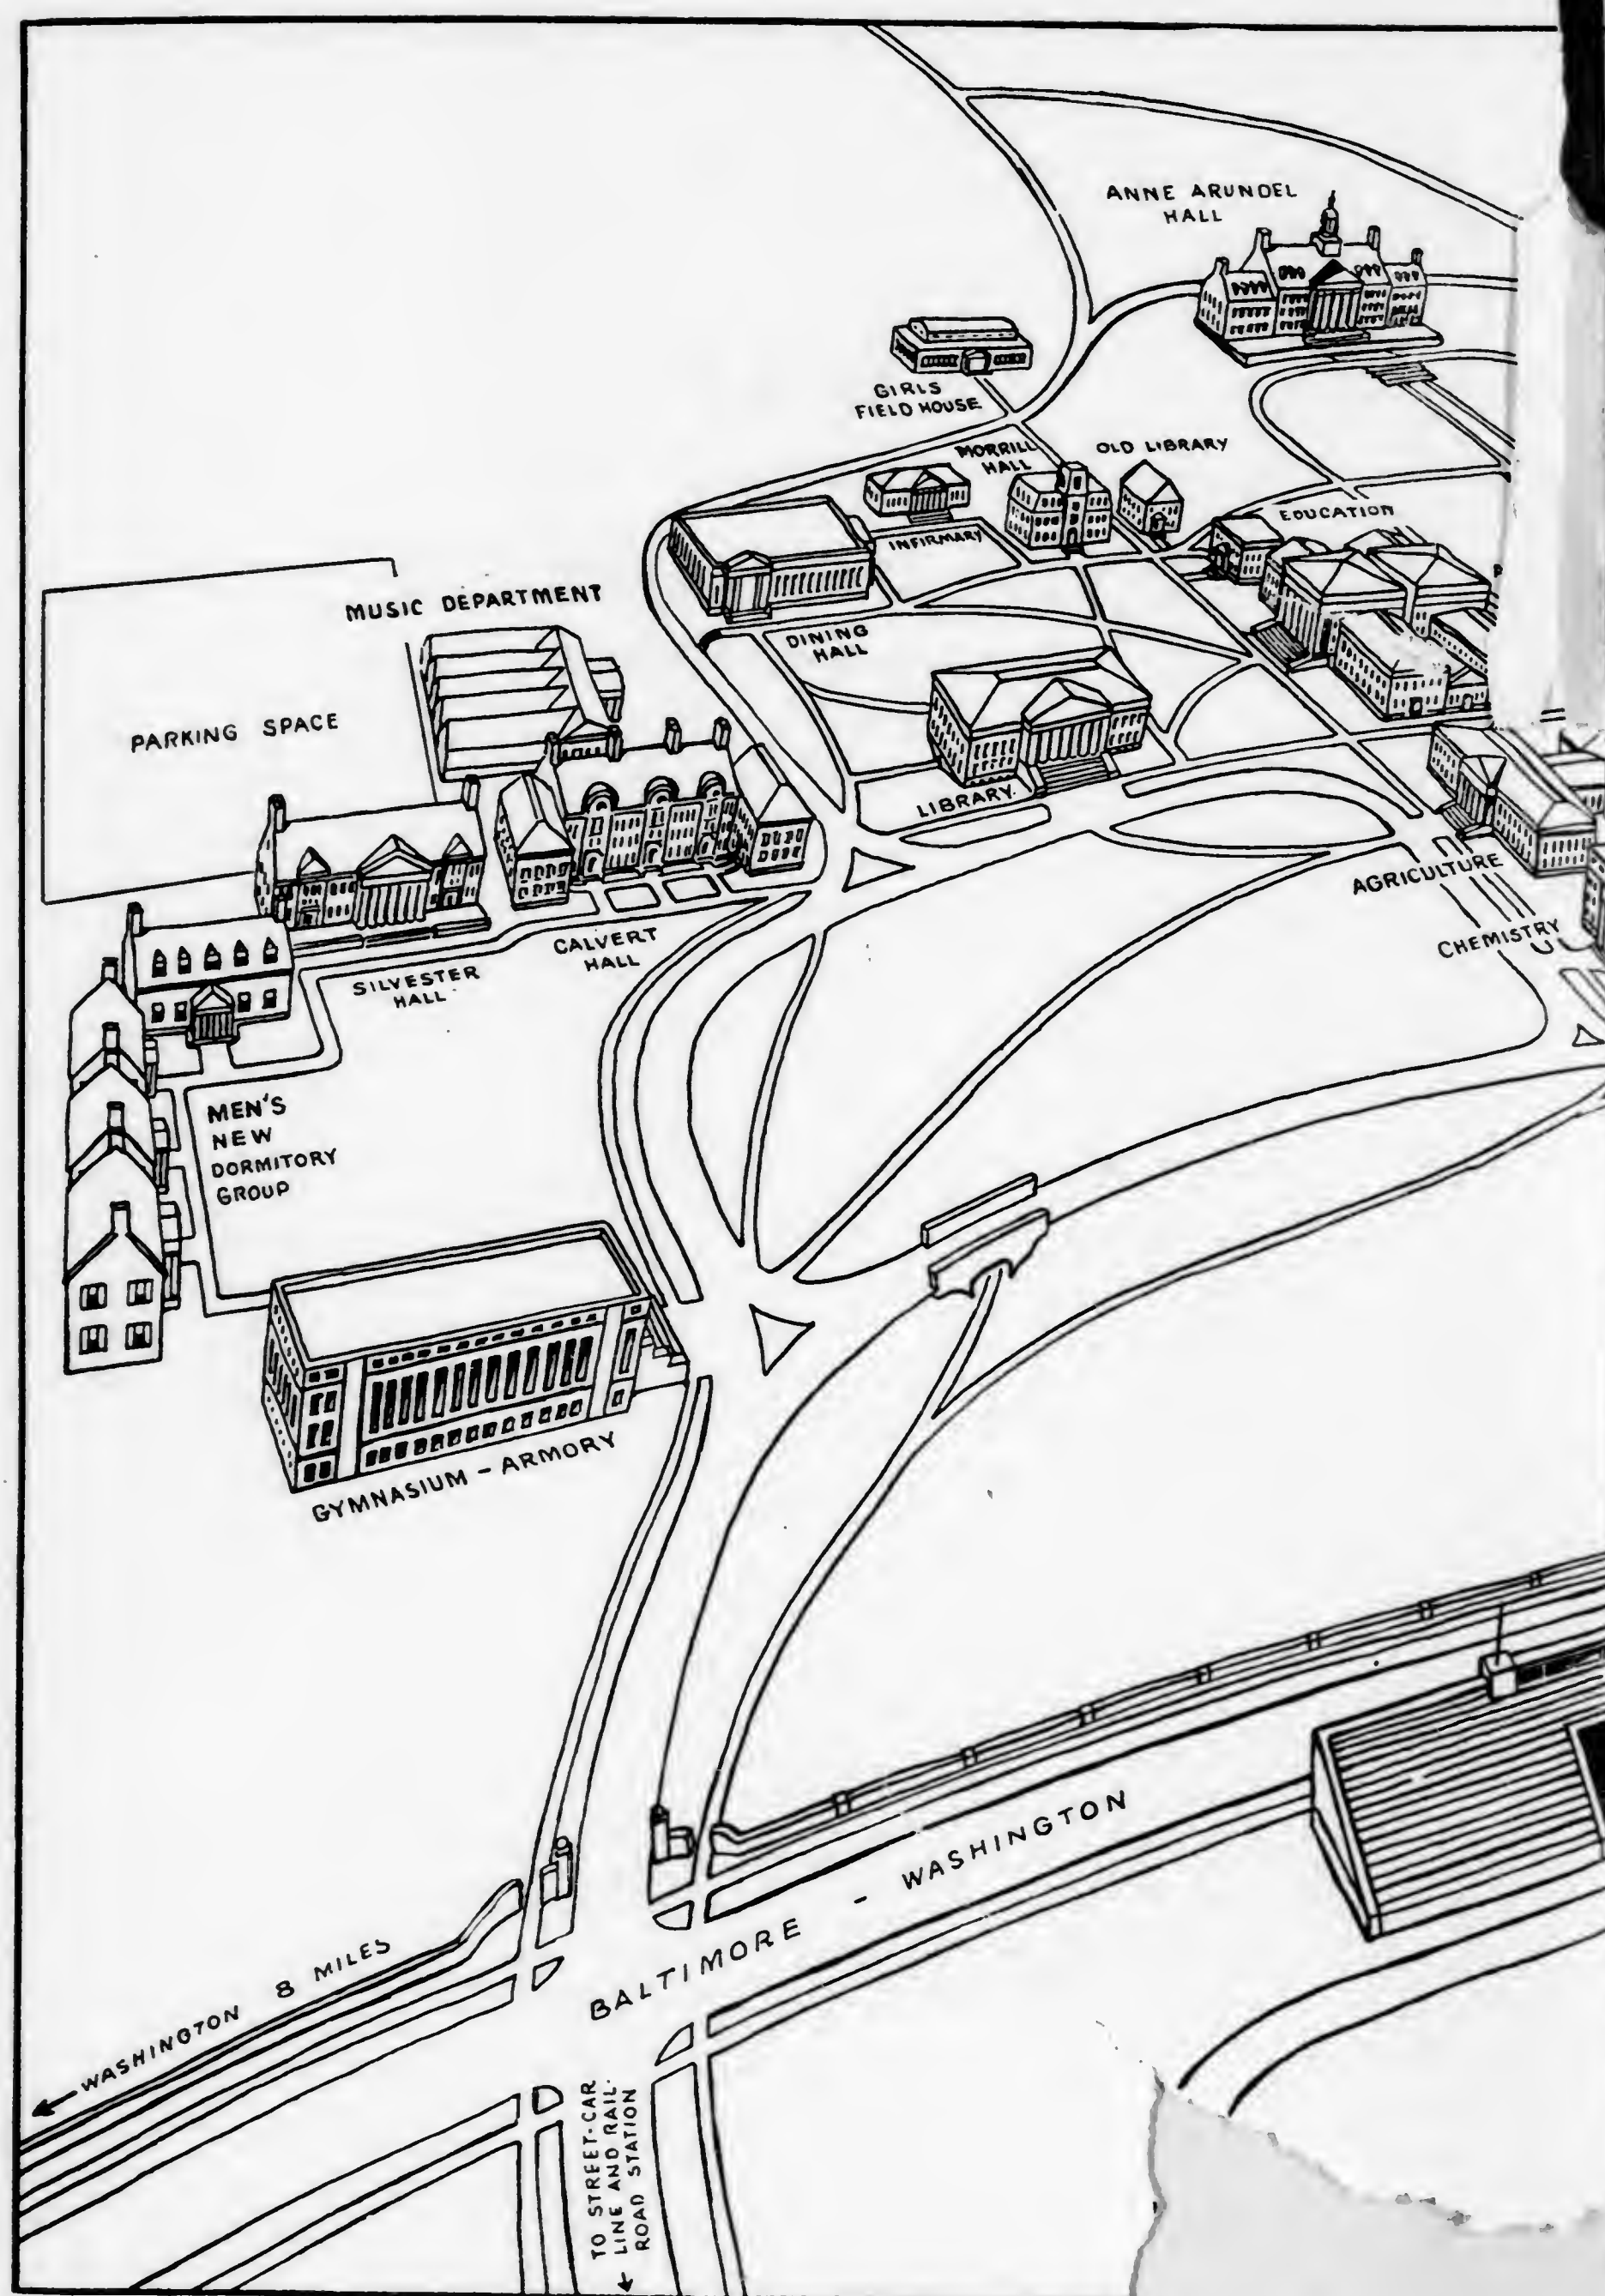 ANNE ARUNDEL
HALL
GIRLS
FIELD HOUSE
MORRILL
HALL
OLD LIBRARY
EDUCATION
INFIRMARY
MUSIC DEPARTMENT
DINING
HALL
PARKING SPACE
LIBRARY
AGRICULTURE
CHEMISTRY
CALVERT
HALL
SILVESTER
HALL
MEN'S
NEW
DORMITORY
GROUP
GYMNASIUM - ARMORY
BALTIMORE - WASHINGTON
WASHINGTON 8 MILES
TO STREET-CAR
LINE AND RAIL-
ROAD STATION